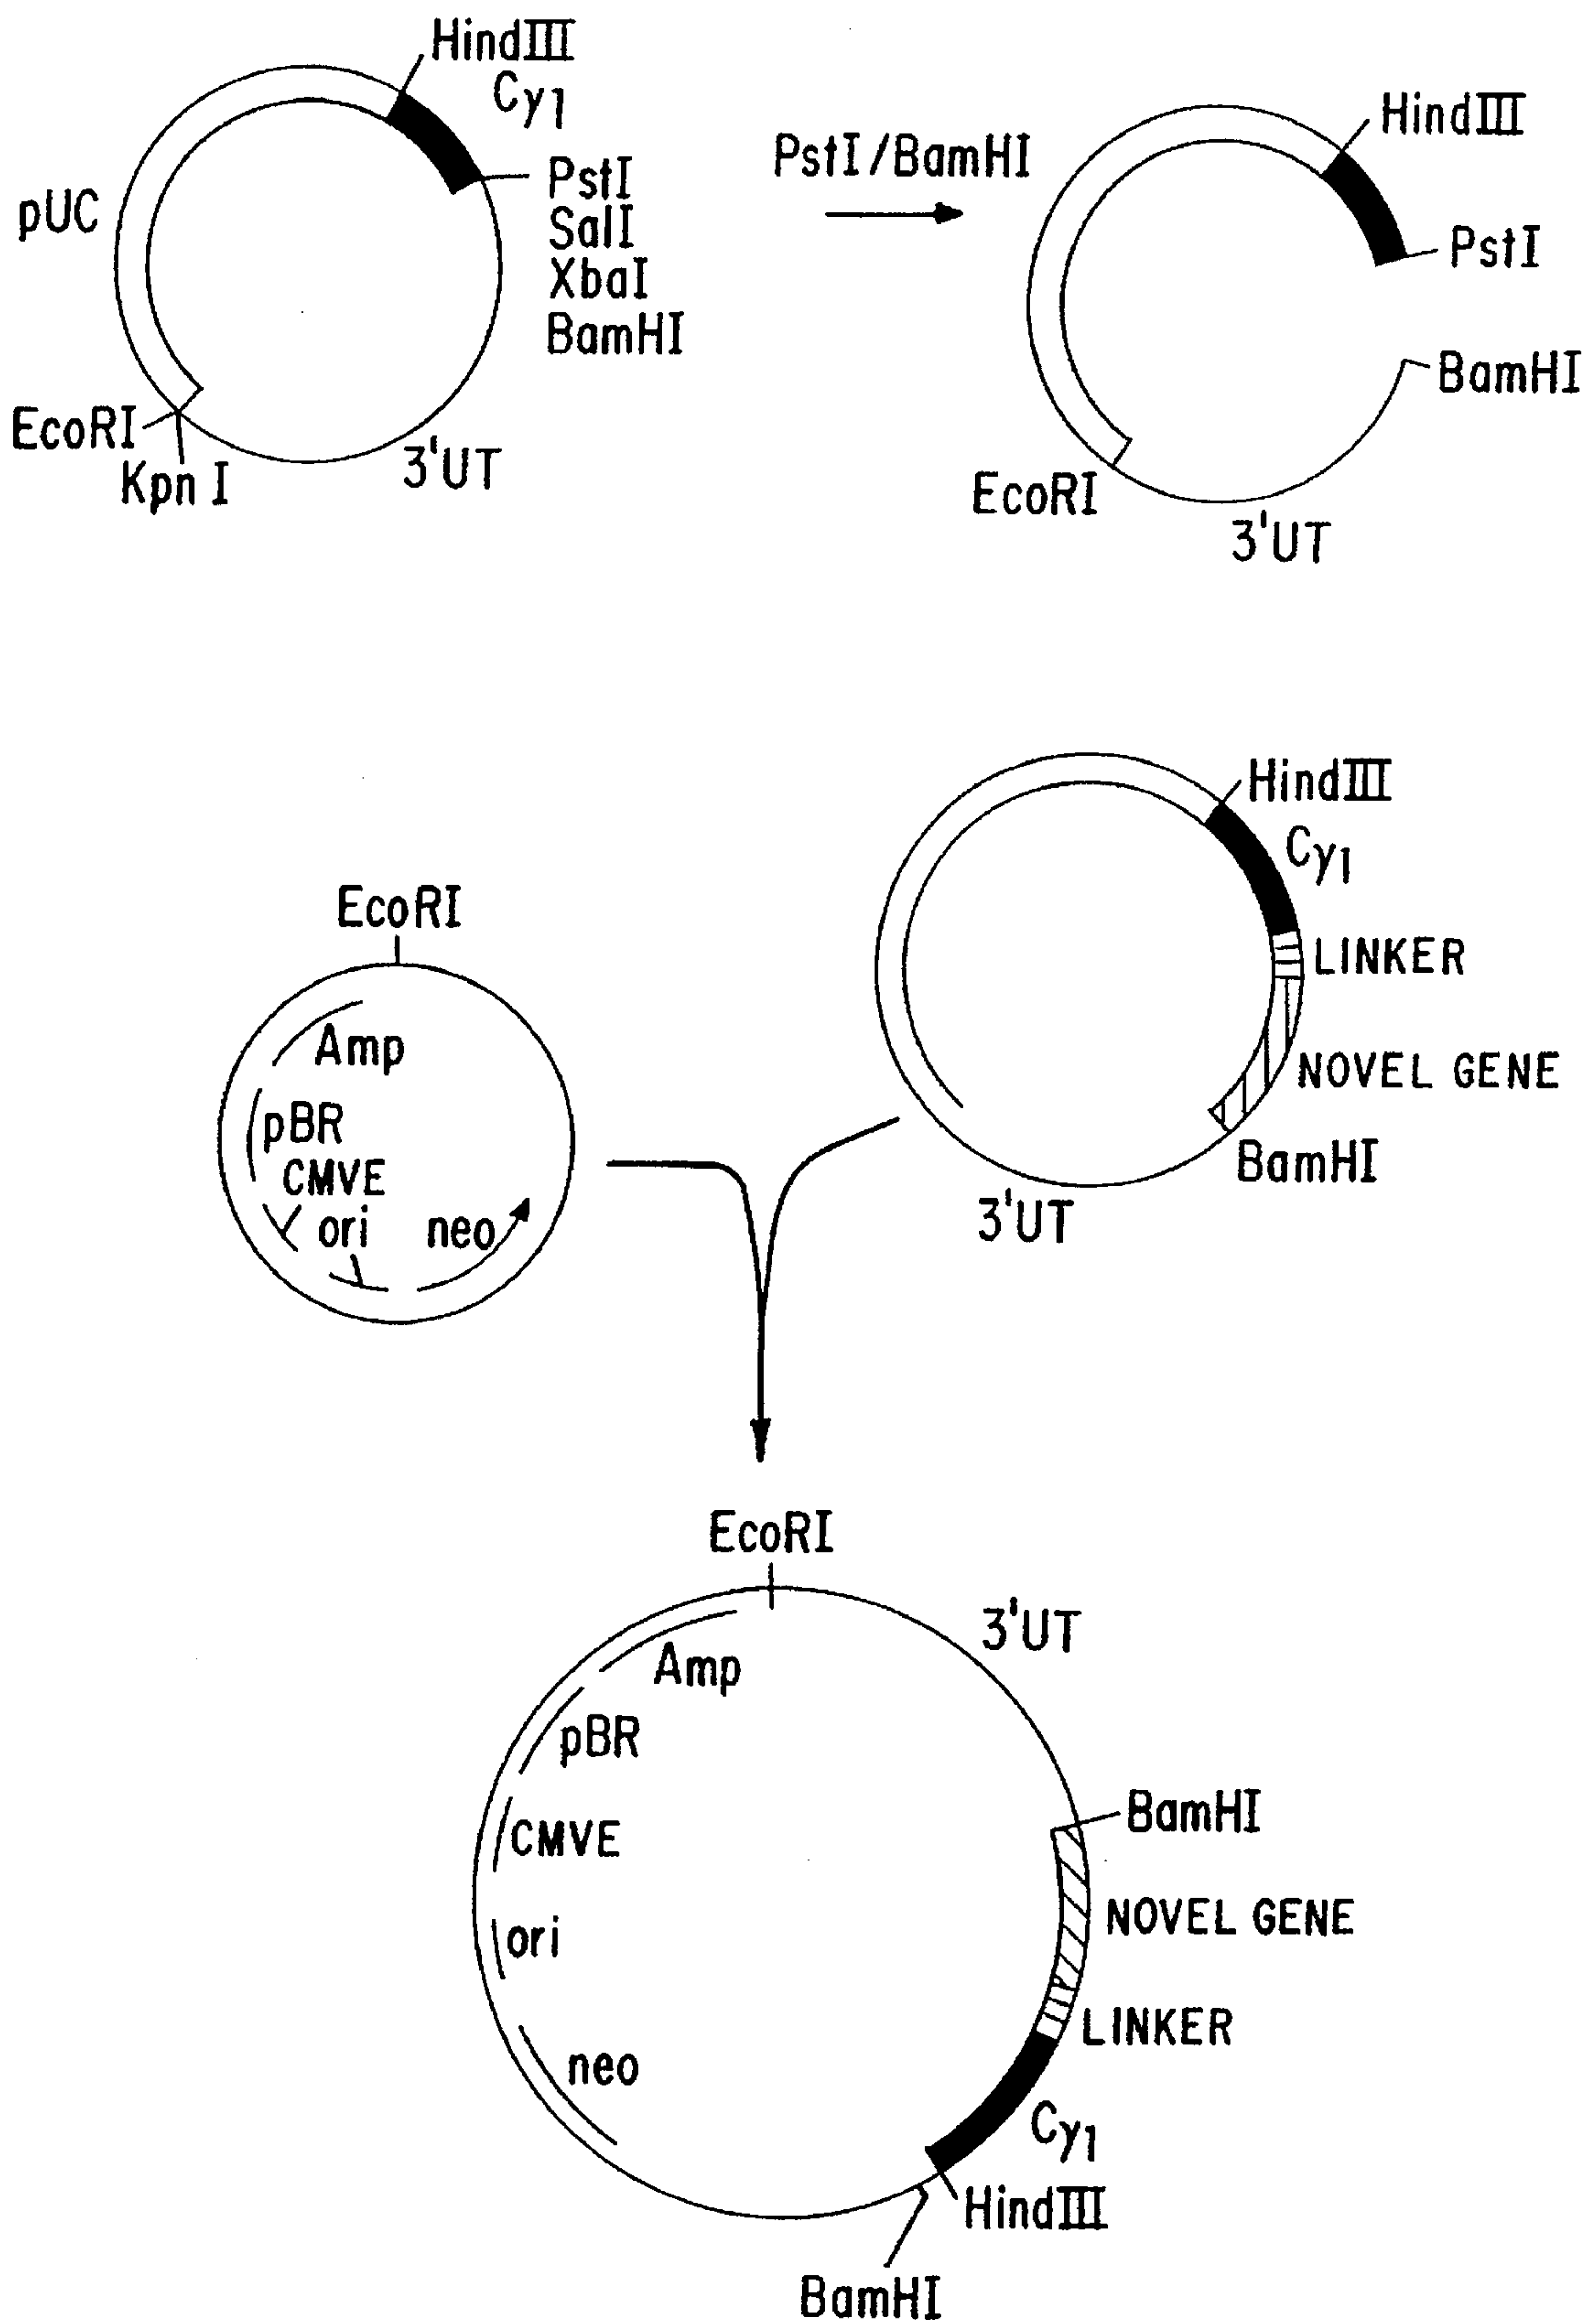 HindIII
Cγ1
pUC
PstI
SalI
XbaI
BamHI
EcoRI
Kpn I
3'UT
PstI/BamHI
HindIII
PstI
BamHI
EcoRI
3'UT
HindIII
Cγ1
LINKER
NOVEL GENE
BamHI
3'UT
EcoRI
Amp
pBR
CMVE
ori
neo
EcoRI
3'UT
Amp
pBR
CMVE
ori
neo
BamHI
NOVEL GENE
LINKER
Cγ1
HindIII
BamHI